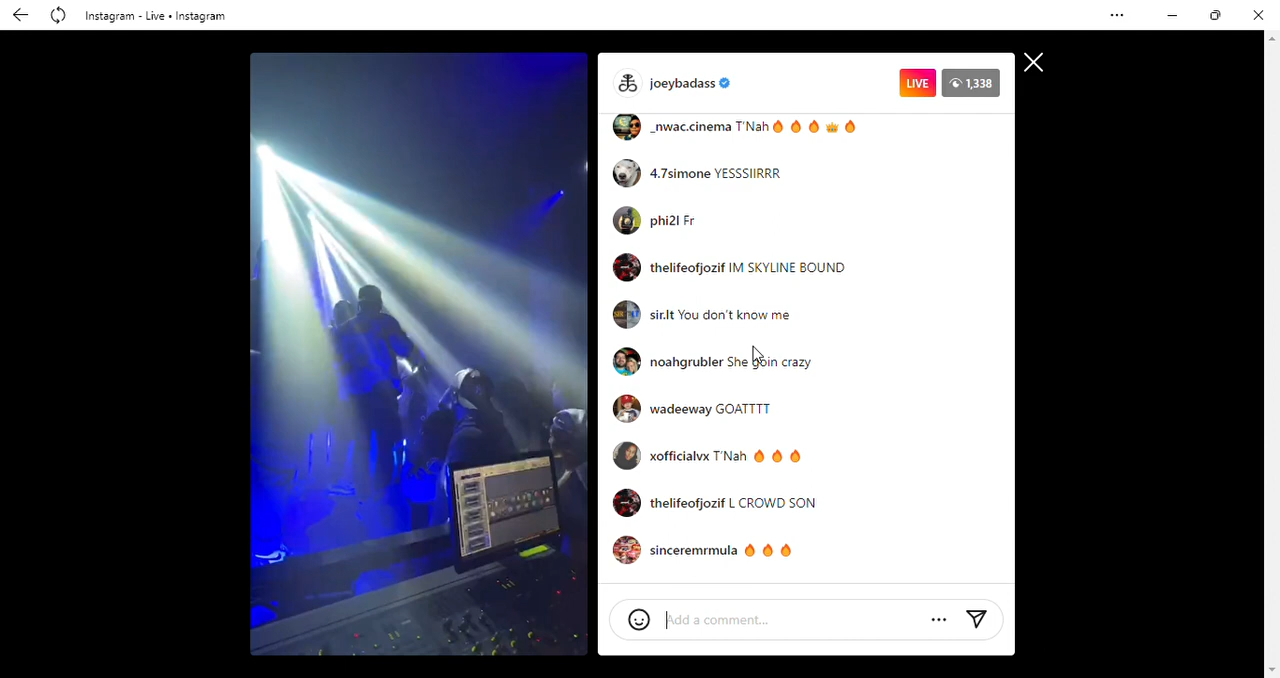 Instagram - Live • Instagram
joeybadass
LIVE 1,338
_nwac.cinema T'Nah🔥 🔥 🔥 👑 🔥
4.7simone YESSSIIRRR
phi2l Fr
thelifeofjozif IM SKYLINE BOUND
sir.lt You don't know me
noahgrubler She goin crazy
wadeeway GOATTTT
xofficialvx T'Nah 🔥 🔥 🔥
thelifeofjozif L CROWD SON
sinceremrmula 🔥 🔥 🔥
Add a comment...